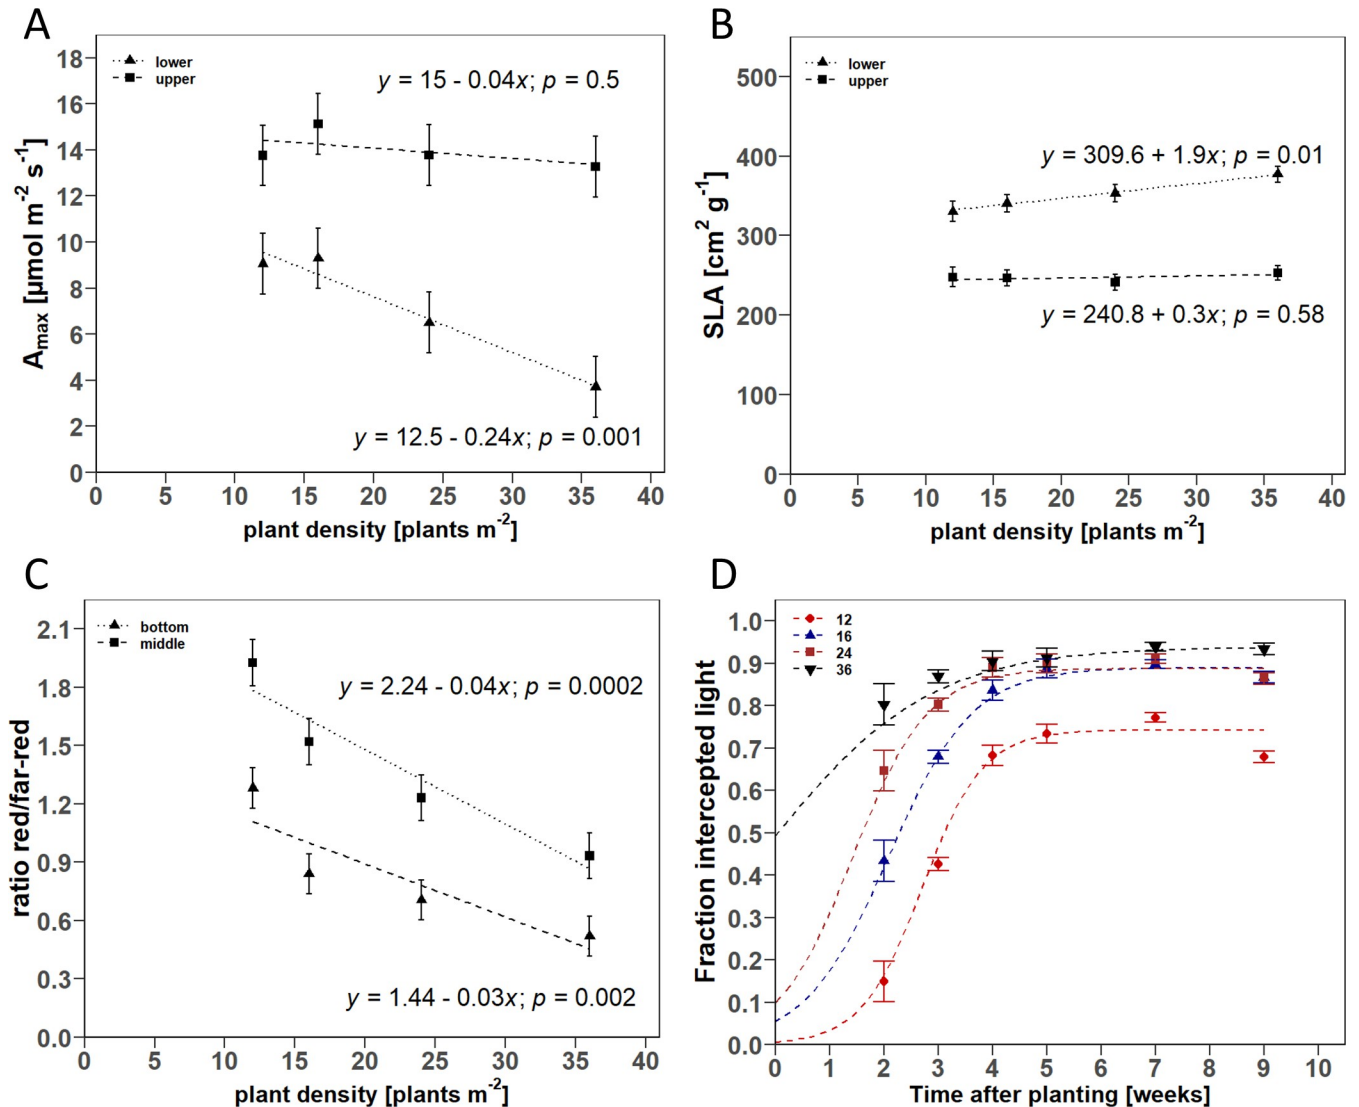 A
lower
upper
y = 15 - 0.04x; p = 0.5
y = 12.5 - 0.24x; p = 0.001
Amax [µmol m-2 s-1]
18
16
14
12
10
8
6
4
2
0
0 5 10 15 20 25 30 35 40
plant density [plants m-2]
B
lower
upper
y = 309.6 + 1.9x; p = 0.01
y = 240.8 + 0.3x; p = 0.58
SLA [cm2 g-1]
500
400
300
200
100
0
0 5 10 15 20 25 30 35 40
plant density [plants m-2]
C
bottom
middle
y = 2.24 - 0.04x; p = 0.0002
y = 1.44 - 0.03x; p = 0.002
ratio red/far-red
2.1
1.8
1.5
1.2
0.9
0.6
0.3
0.0
0 5 10 15 20 25 30 35 40
plant density [plants m-2]
D
12
16
24
36
Fraction intercepted light
1.0
0.9
0.8
0.7
0.6
0.5
0.4
0.3
0.2
0.1
0.0
0 1 2 3 4 5 6 7 8 9 10
Time after planting [weeks]